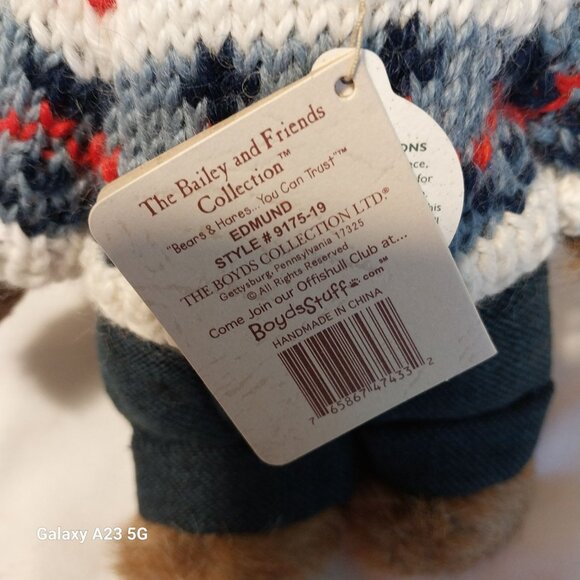 The Bailey and Friends
Collection™
"Bears & Hares...You Can Trust"™
EDMUND
STYLE # 9175-19
THE BOYDS COLLECTION LTD.®
Gettysburg, Pennsylvania 17325
© All Rights Reserved
Come Join our Offishull Club at...
BoydsStuff.com℠
HANDMADE IN CHINA
7 65867 47433 2
ONS
for
Galaxy A23 5G